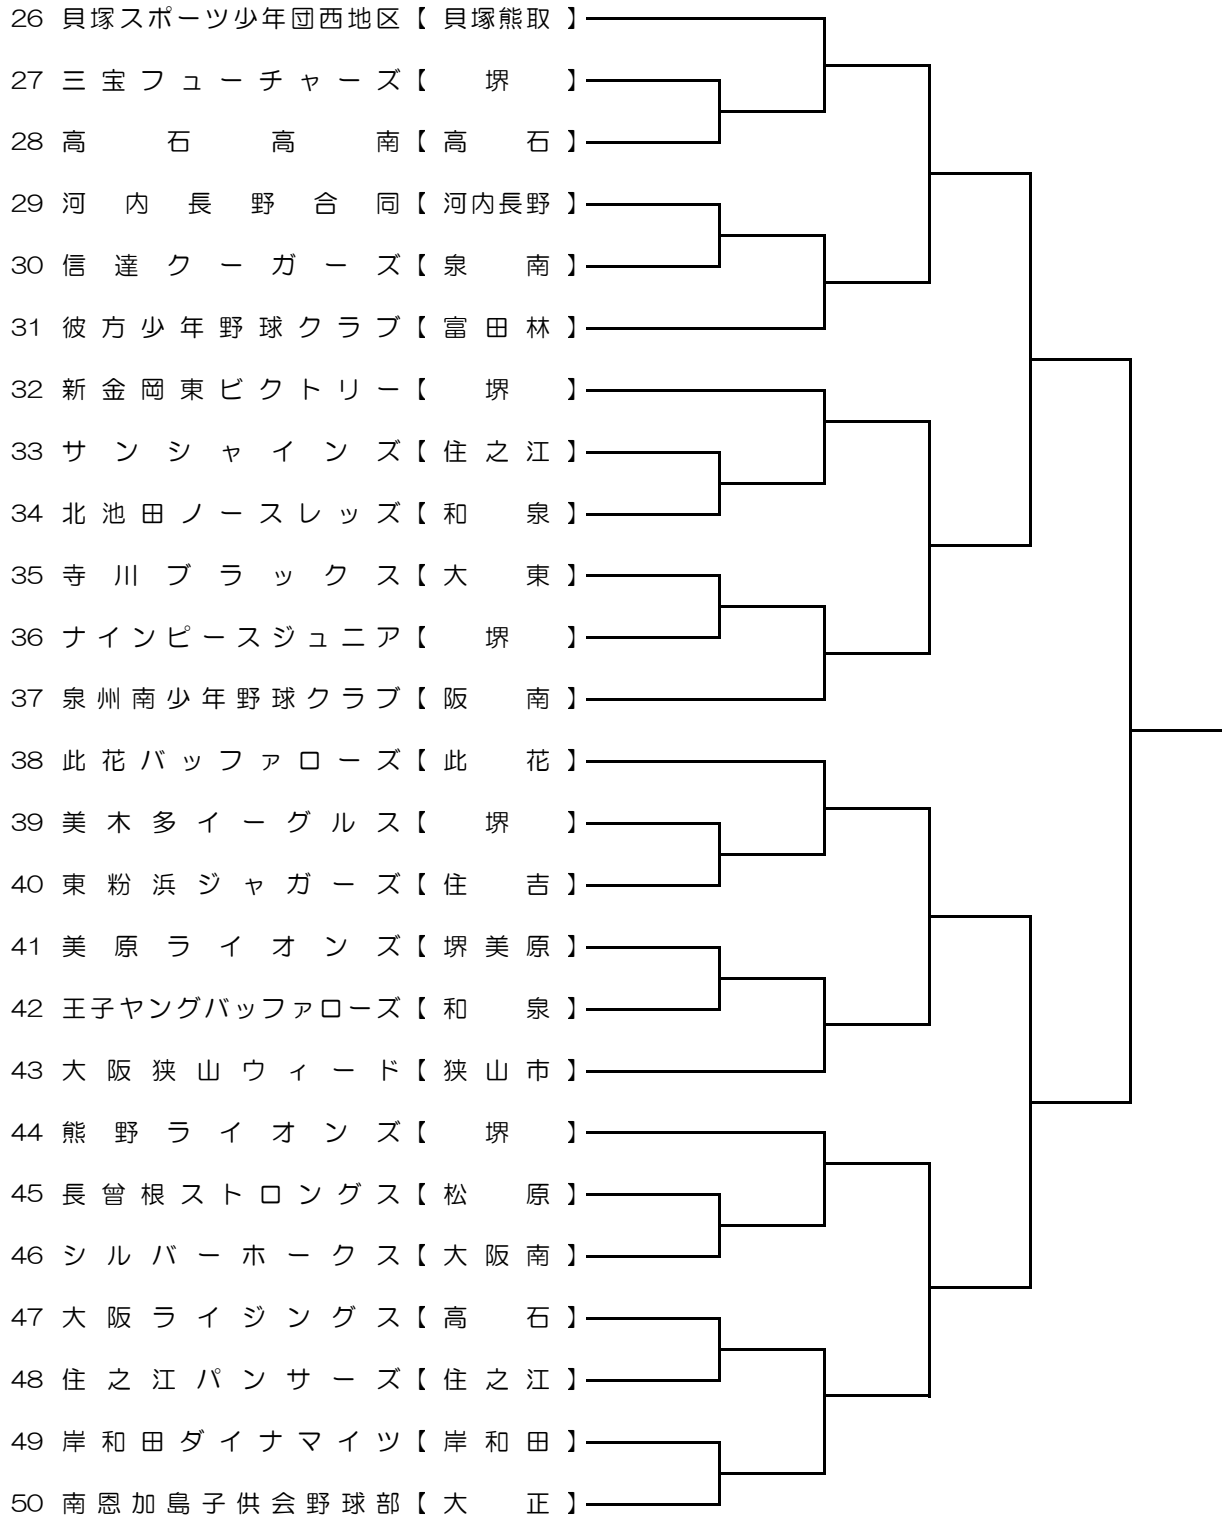 26 貝塚スポーツ少年団西地区【 貝塚熊取 】
27 三宝フューチャーズ【 堺 】
28 高石高南【 高石 】
29 河内長野合同【 河内長野 】
30 信達クーガーズ【 泉南 】
31 彼方少年野球クラブ【 富田林 】
32 新金岡東ビクトリー【 堺 】
33 サンシャインズ【 住之江 】
34 北池田ノースレッズ【 和泉 】
35 寺川ブラックス【 大東 】
36 ナインピースジュニア【 堺 】
37 泉州南少年野球クラブ【 阪南 】
38 此花バッファローズ【 此花 】
39 美木多イーグルス【 堺 】
40 東粉浜ジャガーズ【 住吉 】
41 美原ライオンズ【 堺美原 】
42 王子ヤングバッファローズ【 和泉 】
43 大阪狭山ウィード【 狭山市 】
44 熊野ライオンズ【 堺 】
45 長曾根ストロングス【 松原 】
46 シルバーホークス【 大阪南 】
47 大阪ライジングス【 高石 】
48 住之江パンサーズ【 住之江 】
49 岸和田ダイナマイツ【 岸和田 】
50 南恩加島子供会野球部【 大正 】